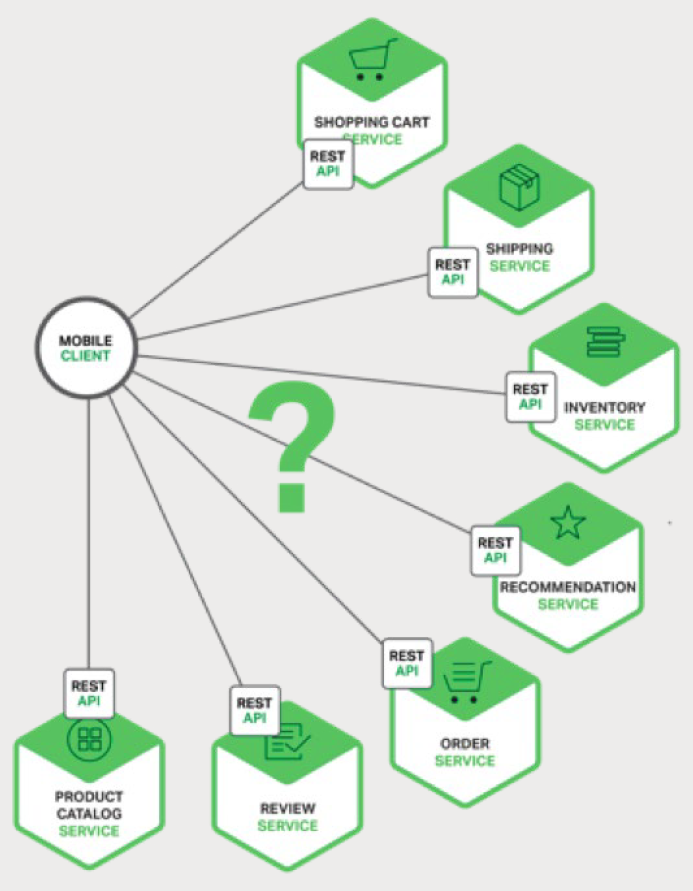 SHOPPING CART
SERVICE
REST
API
SHIPPING
SERVICE
REST
API
MOBILE
CLIENT
INVENTORY
SERVICE
REST
API
?
REST
API
RECOMMENDATION
SERVICE
REST
API
ORDER
SERVICE
REST
API
REVIEW
SERVICE
REST
API
PRODUCT
CATALOG
SERVICE